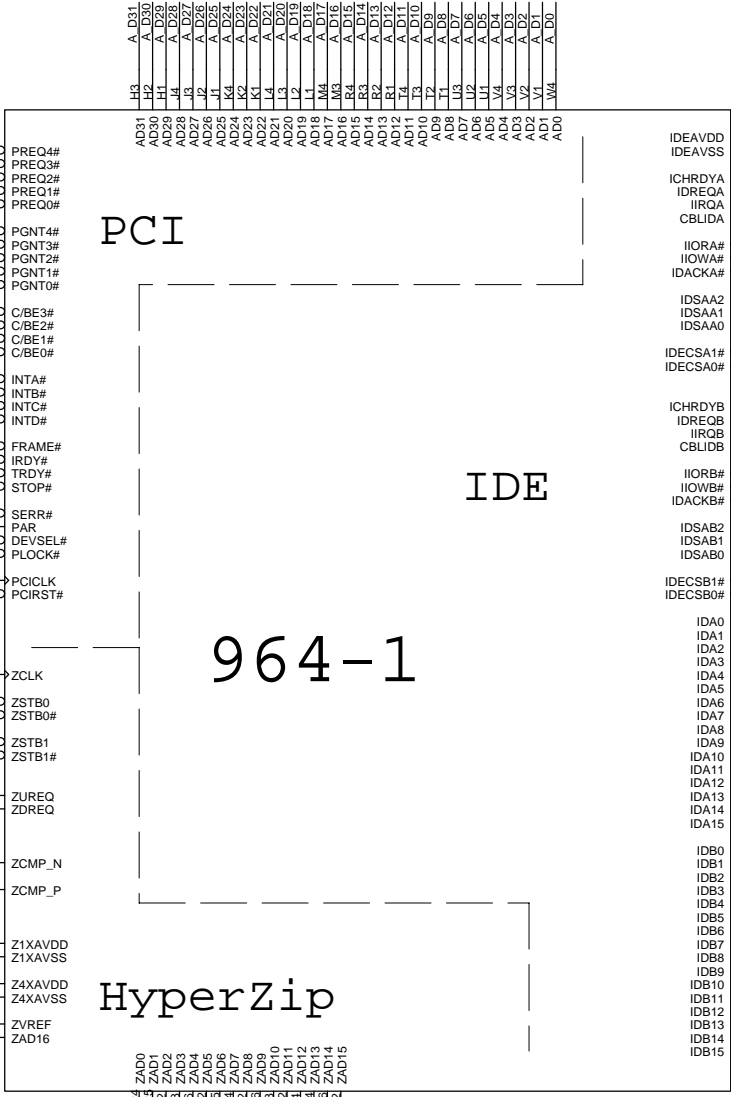 A_D31
A_D30
A_D29
A_D28
A_D27
A_D26
A_D25
A_D24
A_D23
A_D22
A_D21
A_D20
A_D19
A_D18
A_D17
A_D16
A_D15
A_D14
A_D13
A_D12
A_D11
A_D10
A_D9
A_D8
A_D7
A_D6
A_D5
A_D4
A_D3
A_D2
A_D1
A_D0
H3
H2
H1
J4
J3
J2
J1
K4
K2
K1
L4
L3
L2
L1
M4
M3
R4
R3
R2
R1
T4
T3
T2
T1
U3
U2
U1
V4
V3
V2
V1
W4
AD31
AD30
AD29
AD28
AD27
AD26
AD25
AD24
AD23
AD22
AD21
AD20
AD19
AD18
AD17
AD16
AD15
AD14
AD13
AD12
AD11
AD10
AD9
AD8
AD7
AD6
AD5
AD4
AD3
AD2
AD1
AD0
PREQ4#
PREQ3#
PREQ2#
PREQ1#
PREQ0#
PGNT4#
PGNT3#
PGNT2#
PGNT1#
PGNT0#
C/BE3#
C/BE2#
C/BE1#
C/BE0#
INTA#
INTB#
INTC#
INTD#
FRAME#
IRDY#
TRDY#
STOP#
SERR#
PAR
DEVSEL#
PLOCK#
PCICLK
PCIRST#
ZCLK
ZSTB0
ZSTB0#
ZSTB1
ZSTB1#
ZUREQ
ZDREQ
ZCMP_N
ZCMP_P
Z1XAVDD
Z1XAVSS
Z4XAVDD
Z4XAVSS
ZVREF
ZAD16
PCI
IDE
964-1
HyperZip
IDEAVDD
IDEAVSS
ICHRDYA
IDREQA
IIRQA
CBLIDA
IIORA#
IIOWA#
IDACKA#
IDSAA2
IDSAA1
IDSAA0
IDECSA1#
IDECSA0#
ICHRDYB
IDREQB
IIRQB
CBLIDB
IIORB#
IIOWB#
IDACKB#
IDSAB2
IDSAB1
IDSAB0
IDECSB1#
IDECSB0#
IDA0
IDA1
IDA2
IDA3
IDA4
IDA5
IDA6
IDA7
IDA8
IDA9
IDA10
IDA11
IDA12
IDA13
IDA14
IDA15
IDB0
IDB1
IDB2
IDB3
IDB4
IDB5
IDB6
IDB7
IDB8
IDB9
IDB10
IDB11
IDB12
IDB13
IDB14
IDB15
ZAD0
ZAD1
ZAD2
ZAD3
ZAD4
ZAD5
ZAD6
ZAD7
ZAD8
ZAD9
ZAD10
ZAD11
ZAD12
ZAD13
ZAD14
ZAD15